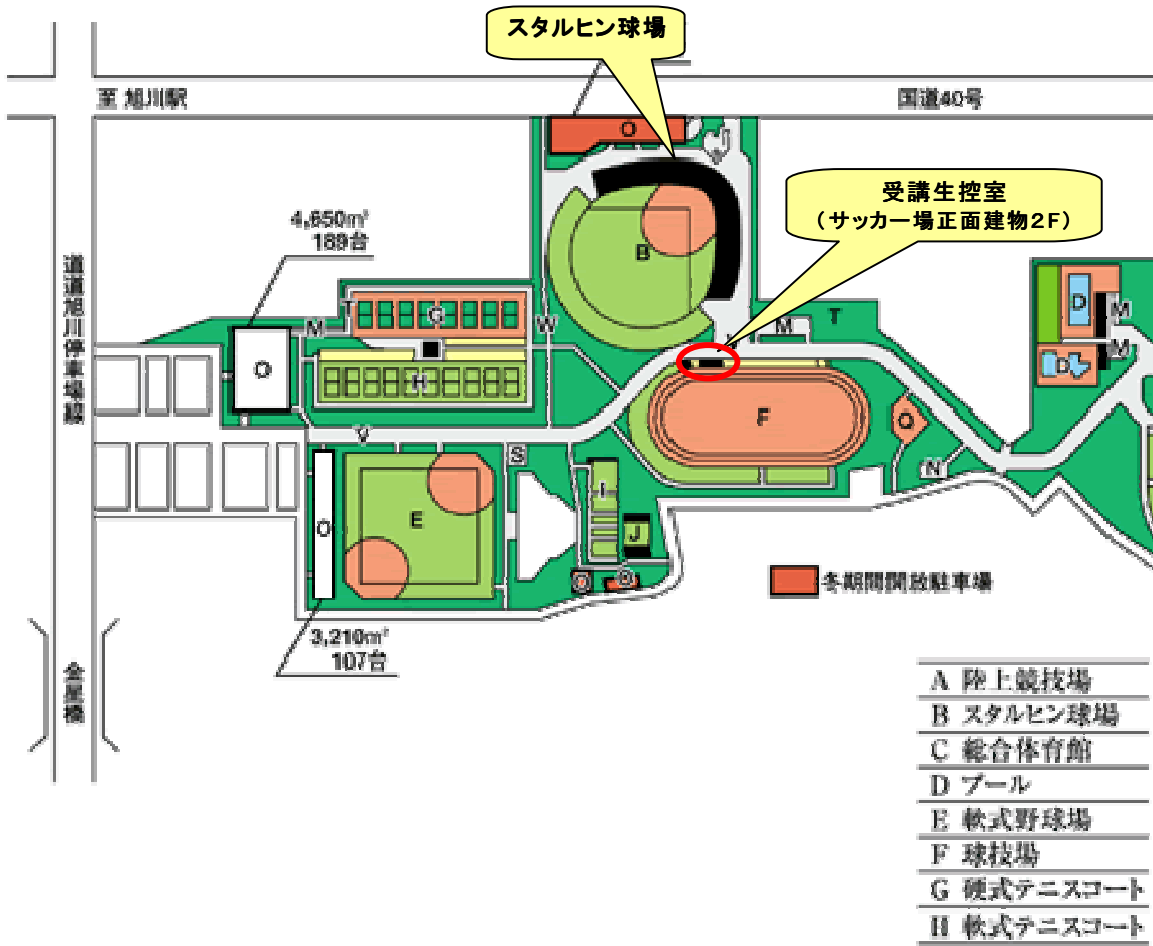 スタルヒン球場
至 旭川駅
国道40号
O
受講生控室
(サッカー場正面建物2F)
4,650m²
189台
B
道道旭川停車場線
T
G
M
W
M
T
D
M
M
D
O
H
F
Q
V
S
N
E
I
J
O
冬期間開放駐車場
3,210m²
107台
金星橋
A 陸上競技場
B スタルヒン球場
C 総合体育館
D プール
E 軟式野球場
F 球技場
G 硬式テニスコート
H 軟式テニスコート